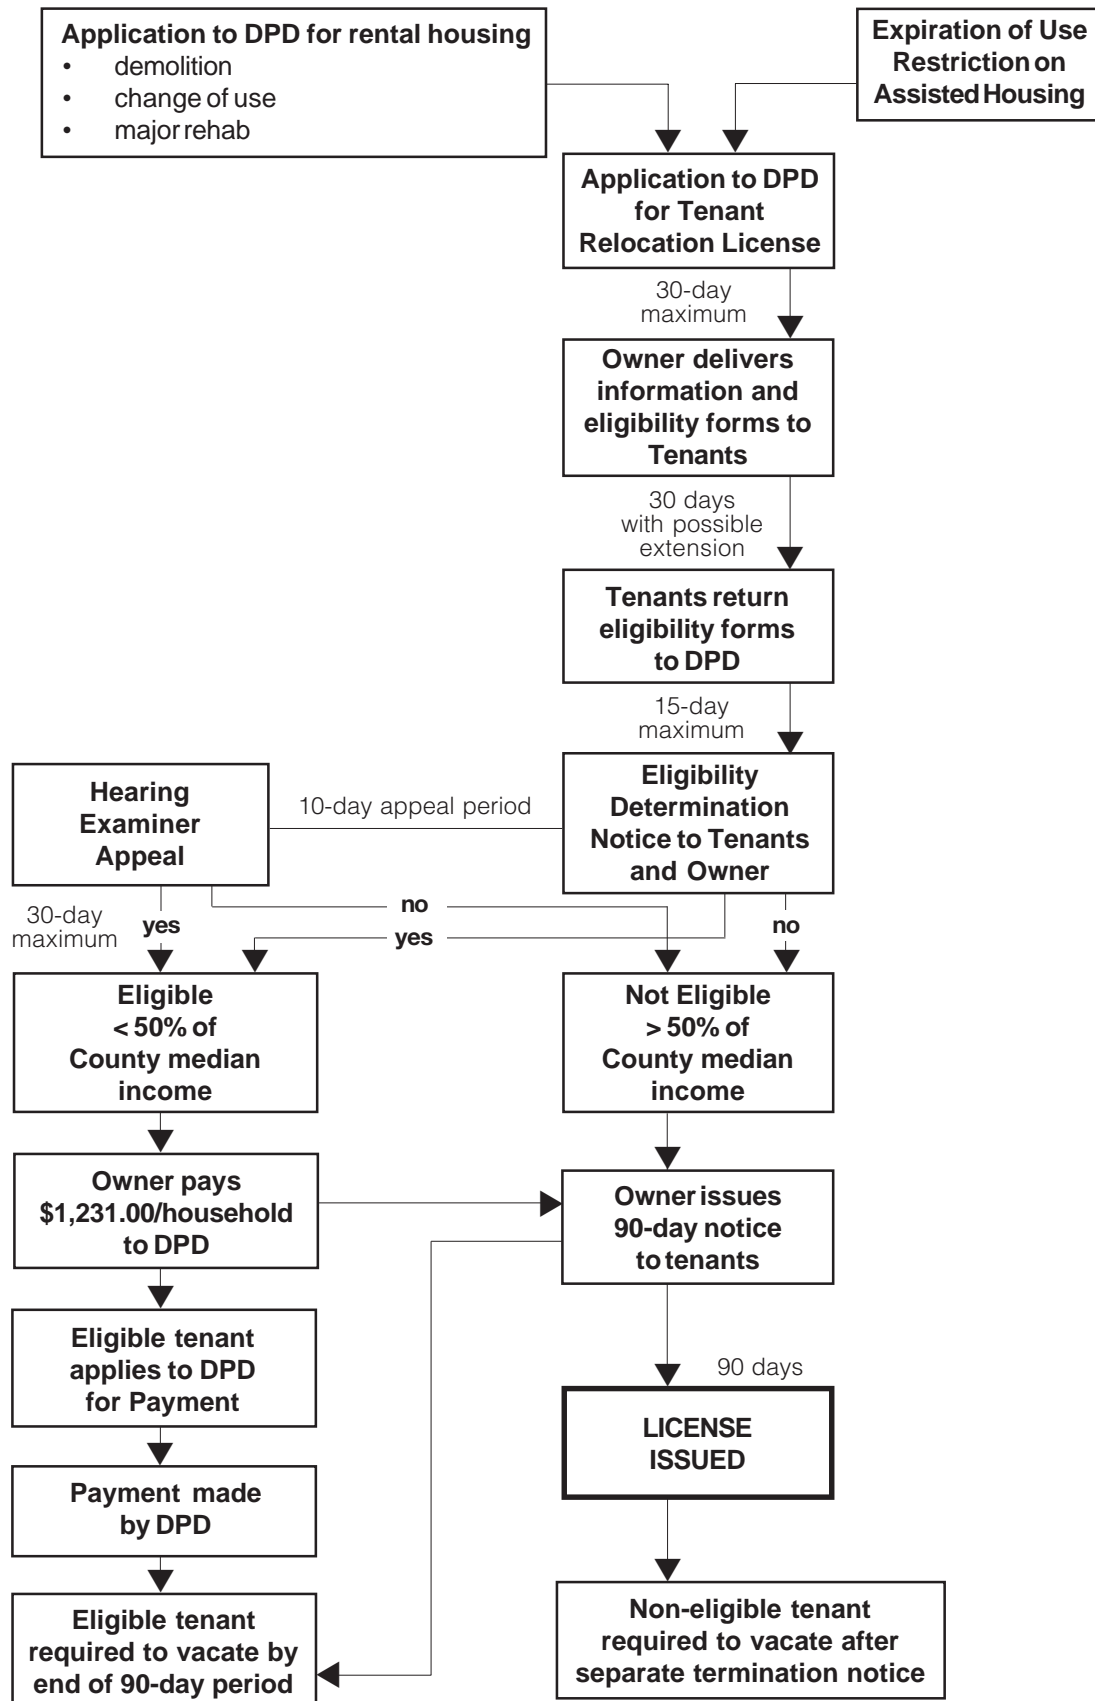 Application to DPD for rental housing
• demolition
• change of use
• major rehab
Expiration of Use
Restriction on
Assisted Housing
Application to DPD
for Tenant
Relocation License
30-day
maximum
Owner delivers
information and
eligibility forms to
Tenants
30 days
with possible
extension
Tenants return
eligibility forms
to DPD
15-day
maximum
Hearing
Examiner
Appeal
10-day appeal period
Eligibility
Determination
Notice to Tenants
and Owner
30-day
maximum
yes
no
yes
no
Eligible
< 50% of
County median
income
Not Eligible
> 50% of
County median
income
Owner pays
$1,231.00/household
to DPD
Owner issues
90-day notice
to tenants
Eligible tenant
applies to DPD
for Payment
90 days
LICENSE
ISSUED
Payment made
by DPD
Eligible tenant
required to vacate by
end of 90-day period
Non-eligible tenant
required to vacate after
separate termination notice